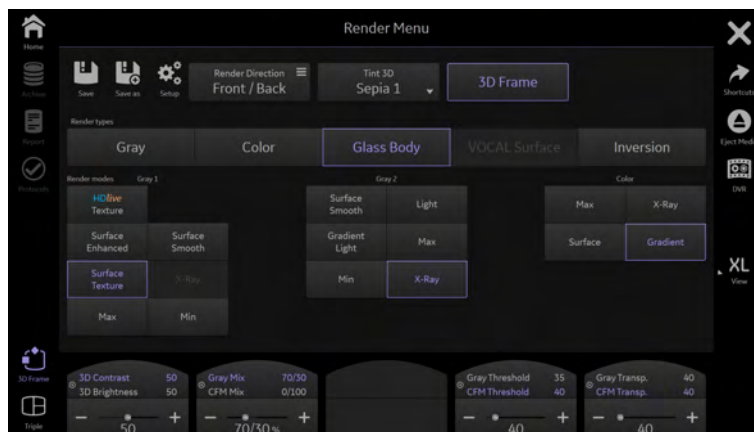 Render Menu
Home
Archive
Report
Protocols
Save
Save as
Setup
Render Direction
Front / Back
Tint 3D
Sepia 1
3D Frame
Render types
Gray
Color
Glass Body
VOCAL Surface
Inversion
Render modes
Gray 1
Gray 2
Color
HDlive
Texture
Surface
Enhanced
Surface
Smooth
Surface
Texture
X-Ray
Max
Min
Surface
Smooth
Light
Gradient
Light
Max
Min
X-Ray
Max
X-Ray
Surface
Gradient
Shortcuts
Eject Medi
DVR
XL
View
3D Frame
Triple
3D Contrast 50
3D Brightness 50
50
Gray Mix 70/30
CFM Mix 0/100
70/30 %
Gray Threshold 35
CFM Threshold 40
40
Gray Transp. 40
CFM Transp. 40
40